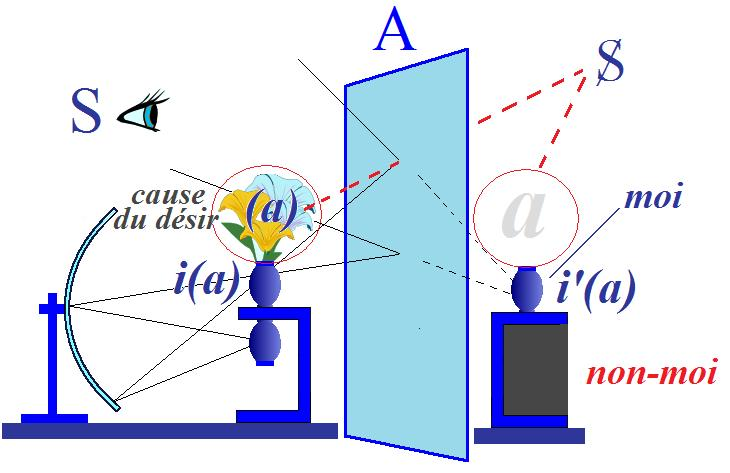 A
S
$
cause
du désir
(a)
a
moi
i(a)
i'(a)
non-moi